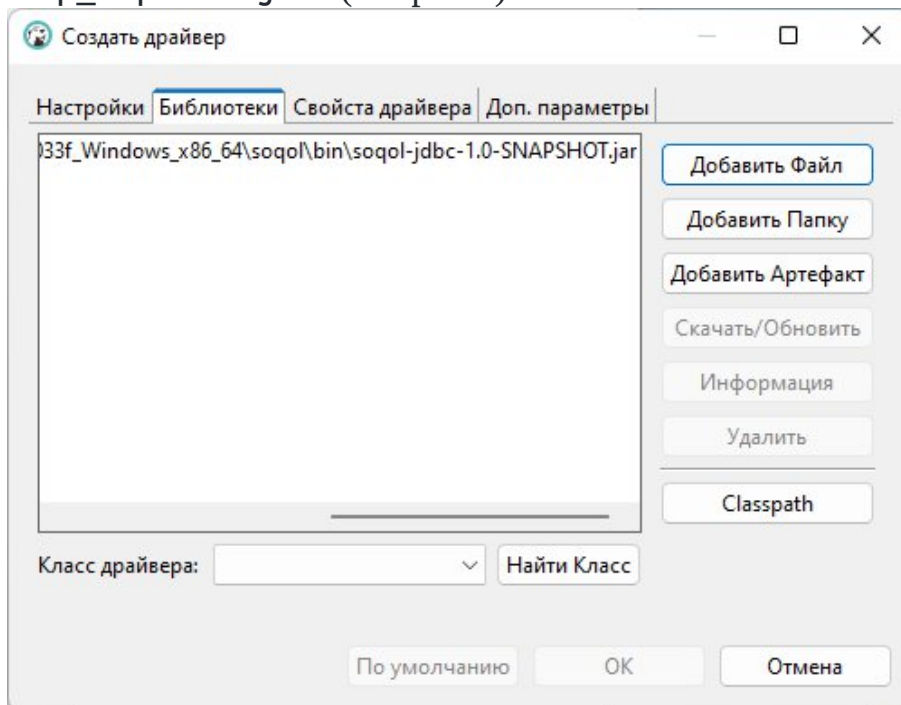 Создать драйвер
Настройки Библиотеки Свойста драйвера Доп. параметры
033f_Windows_x86_64\soqol\bin\soqol-jdbc-1.0-SNAPSHOT.jar
Добавить Файл
Добавить Папку
Добавить Артефакт
Скачать/Обновить
Информация
Удалить
Classpath
Класс драйвера:
Найти Класс
По умолчанию
OK
Отмена